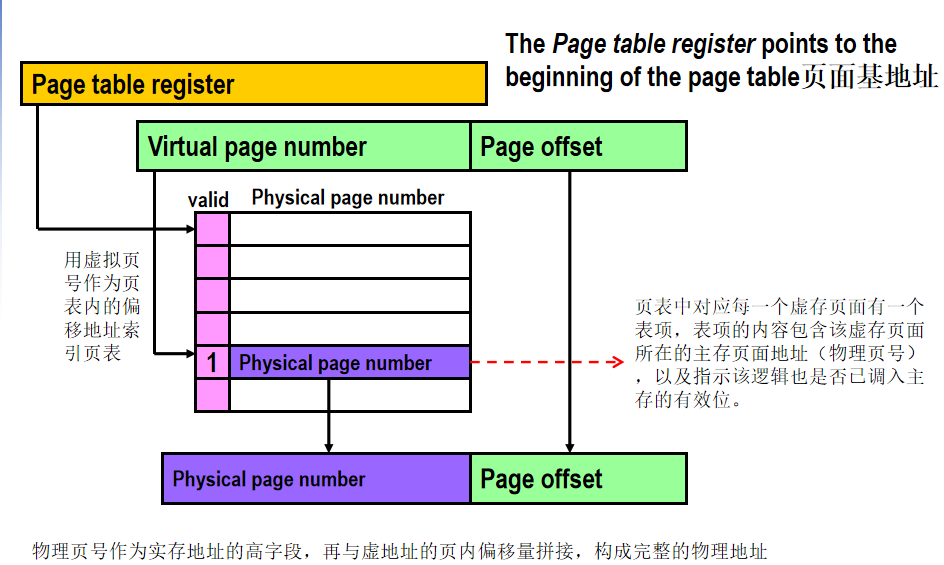 The Page table register points to the
beginning of the page table页面基地址
Page table register
Virtual page number
Page offset
valid
Physical page number
用虚拟页
号作为页
表内的偏
移地址索
引页表
1
Physical page number
页表中对应每一个虚存页面有一个
表项，表项的内容包含该虚存页面
所在的主存页面地址（物理页号）
，以及指示该逻辑也是否已调入主
存的有效位。
Physical page number
Page offset
物理页号作为实存地址的高字段，再与虚地址的页内偏移量拼接，构成完整的物理地址